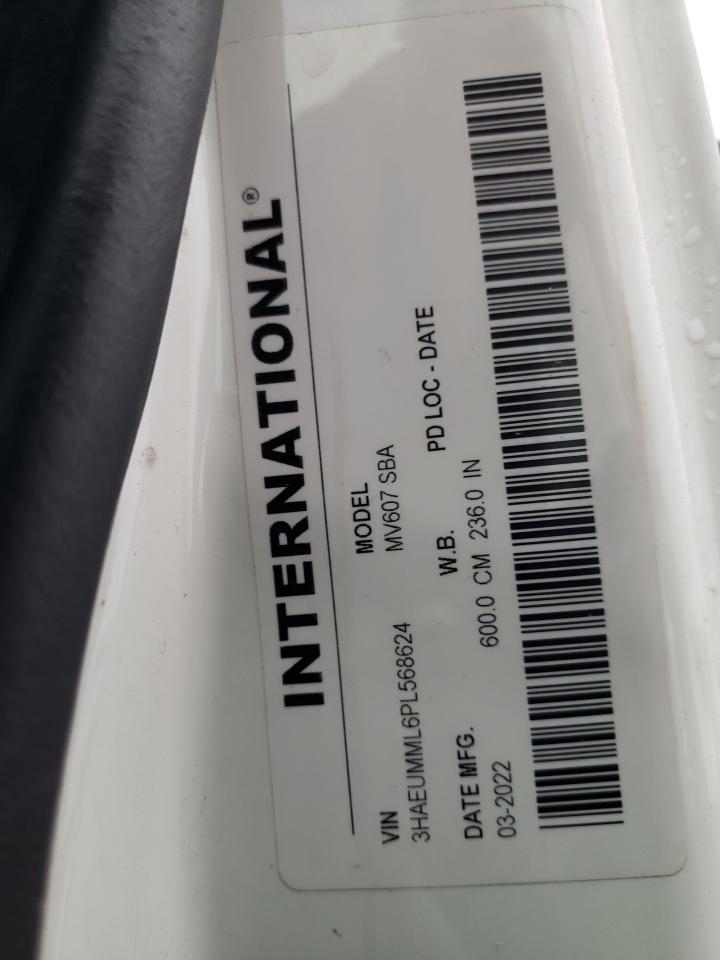 INTERNATIONAL®
VIN MODEL
3HAEUMML6PL568624 MV607 SBA
DATE MFG. W.B. PD LOC - DATE
03-2022 600.0 CM 236.0 IN